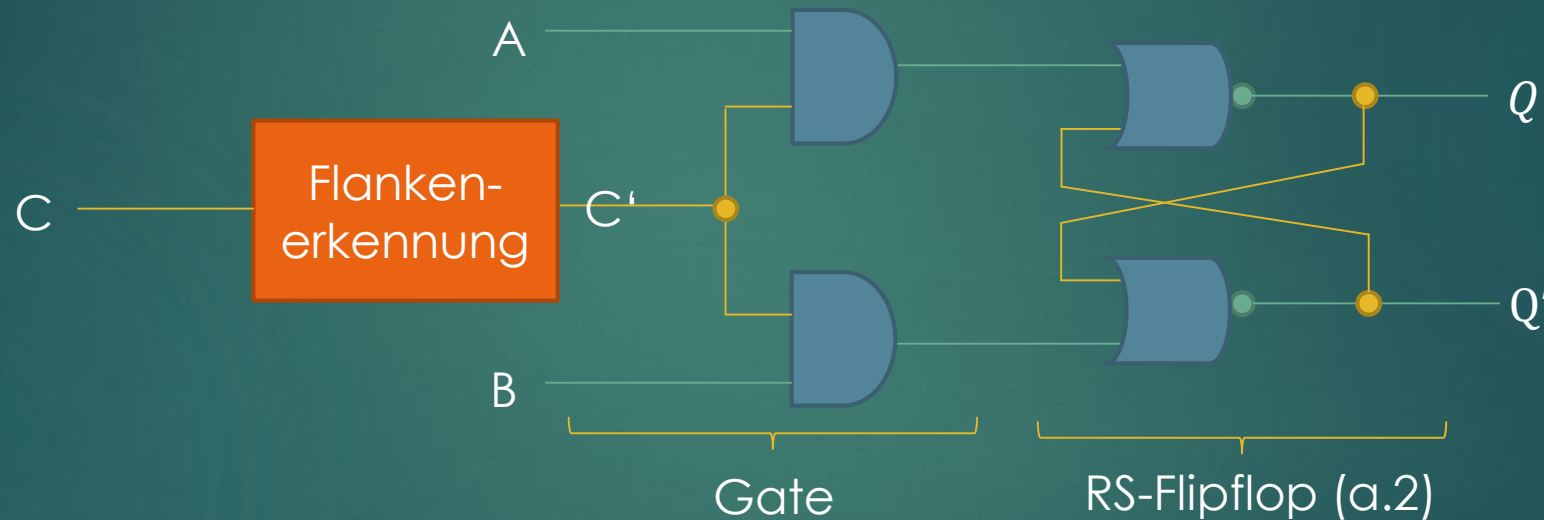 A
Q
Flanken-
erkennung
C
C‘
Q‘
B
Gate
RS-Flipflop (a.2)